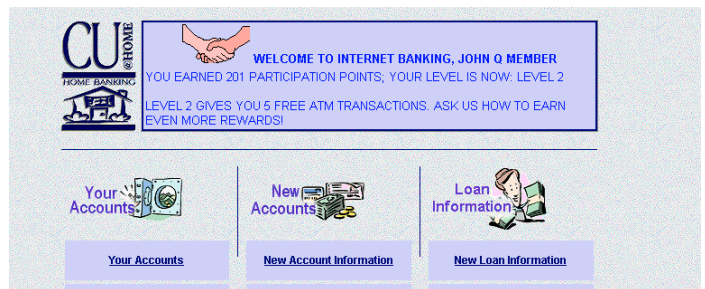 CU
@HOME
HOME BANKING
WELCOME TO INTERNET BANKING, JOHN Q MEMBER
YOU EARNED 201 PARTICIPATION POINTS; YOUR LEVEL IS NOW: LEVEL 2
LEVEL 2 GIVES YOU 5 FREE ATM TRANSACTIONS. ASK US HOW TO EARN
EVEN MORE REWARDS!
Your
Accounts
New
Accounts
Loan
Information
Your Accounts
New Account Information
New Loan Information